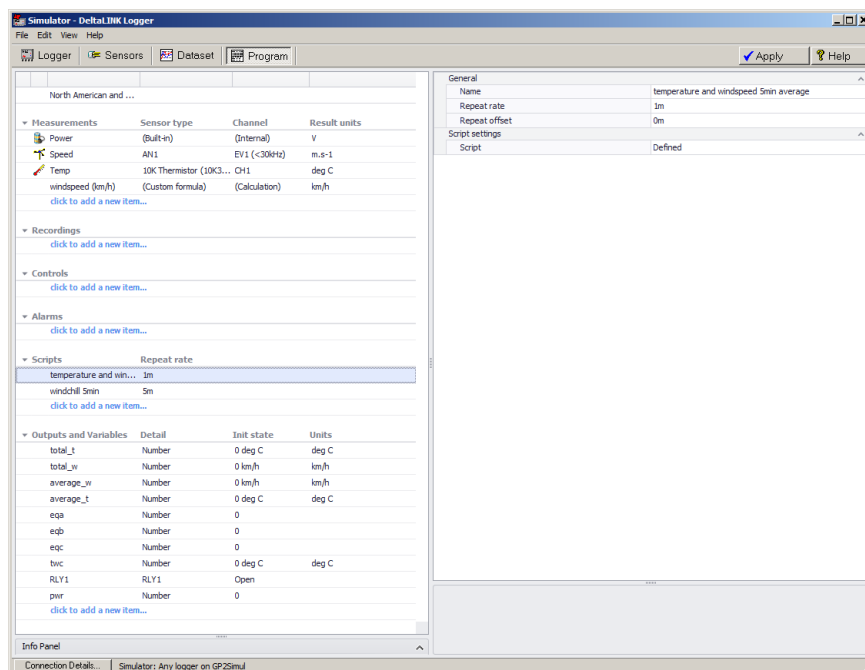 Simulator - DeltaLINK Logger
File Edit View Help
Logger Sensors Dataset Program Apply Help
North American and ...
Measurements Sensor type Channel Result units
Power (Built-in) (Internal) V
Speed AN1 EV1 (<30kHz) m.s-1
Temp 10K Thermistor (10K3... CH1 deg C
windspeed (km/h) (Custom formula) (Calculation) km/h
click to add a new item...
Recordings
click to add a new item...
Controls
click to add a new item...
Alarms
click to add a new item...
Scripts Repeat rate
temperature and win... 1m
windchill 5min 5m
click to add a new item...
Outputs and Variables Detail Init state Units
total_t Number 0 deg C deg C
total_w Number 0 km/h km/h
average_w Number 0 km/h km/h
average_t Number 0 deg C deg C
eqa Number 0
eqb Number 0
eqc Number 0
twc Number 0 deg C deg C
RLY1 RLY1 Open
pwr Number 0
click to add a new item...
Info Panel
Connection Details... Simulator: Any logger on GP2Simul
General
Name temperature and windspeed 5min average
Repeat rate 1m
Repeat offset 0m
Script settings
Script Defined